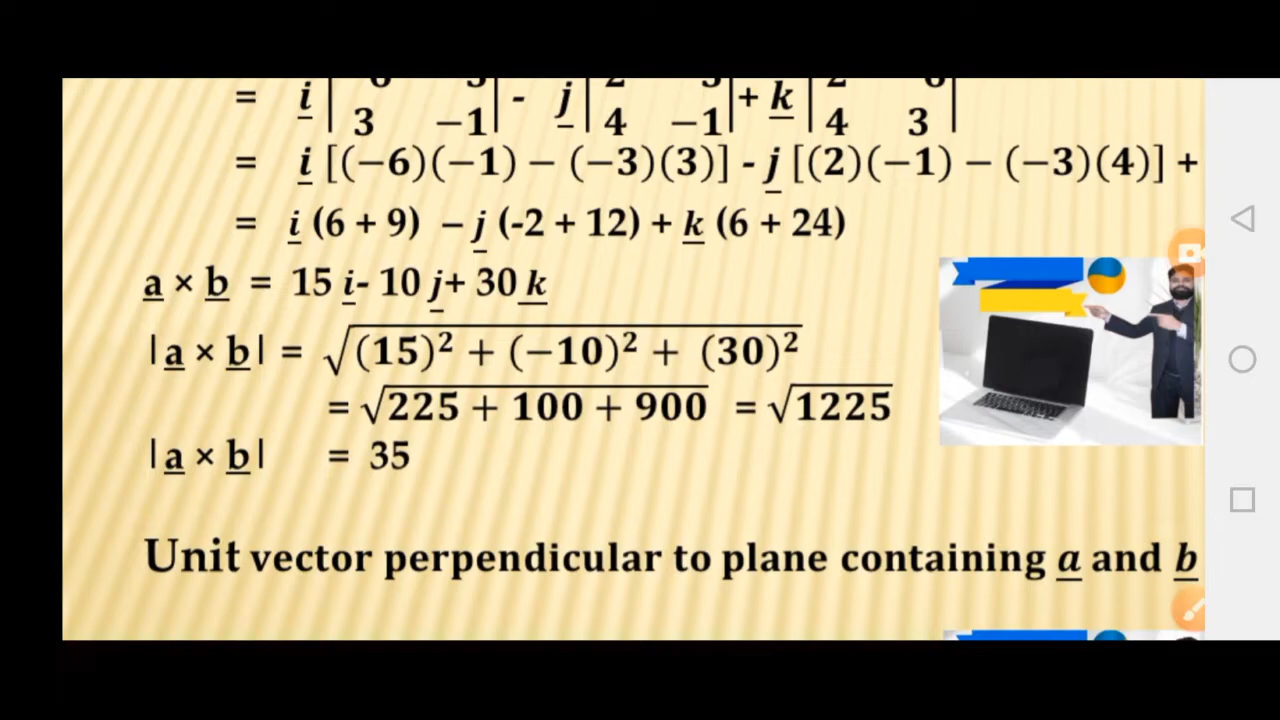 = i | 3 −1 | - j | 4 −1 | + k | 4 3 |
= i [(−6)(−1) − (−3)(3)] - j [(2)(−1) − (−3)(4)] +
= i (6 + 9) – j (-2 + 12) + k (6 + 24)
a × b = 15 i- 10 j+ 30 k
|a × b| = √(15)² + (−10)² + (30)²
= √225 + 100 + 900 = √1225
|a × b| = 35
Unit vector perpendicular to plane containing a and b